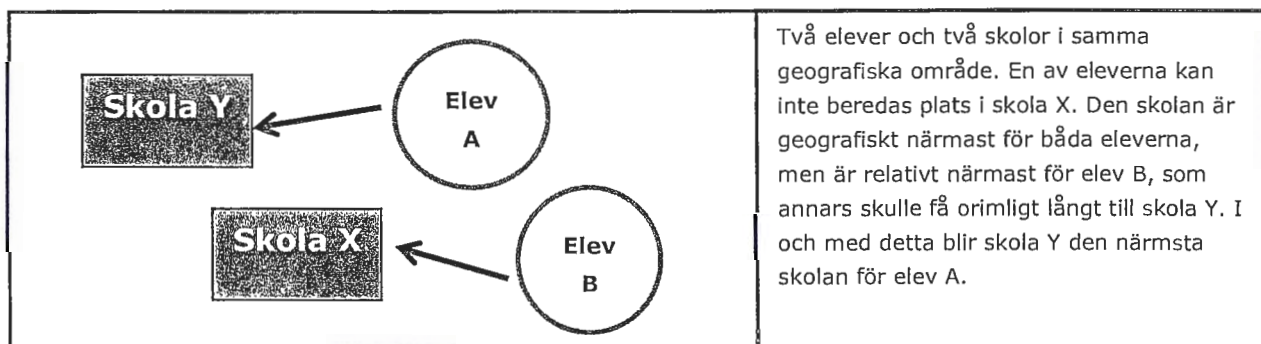 Skola Y
Elev
A
Skola X
Elev
B
Två elever och två skolor i samma
geografiska område. En av eleverna kan
inte beredas plats i skola X. Den skolan är
geografiskt närmast för båda eleverna,
men är relativt närmast för elev B, som
annars skulle få orimligt långt till skola Y. I
och med detta blir skola Y den närmsta
skolan för elev A.